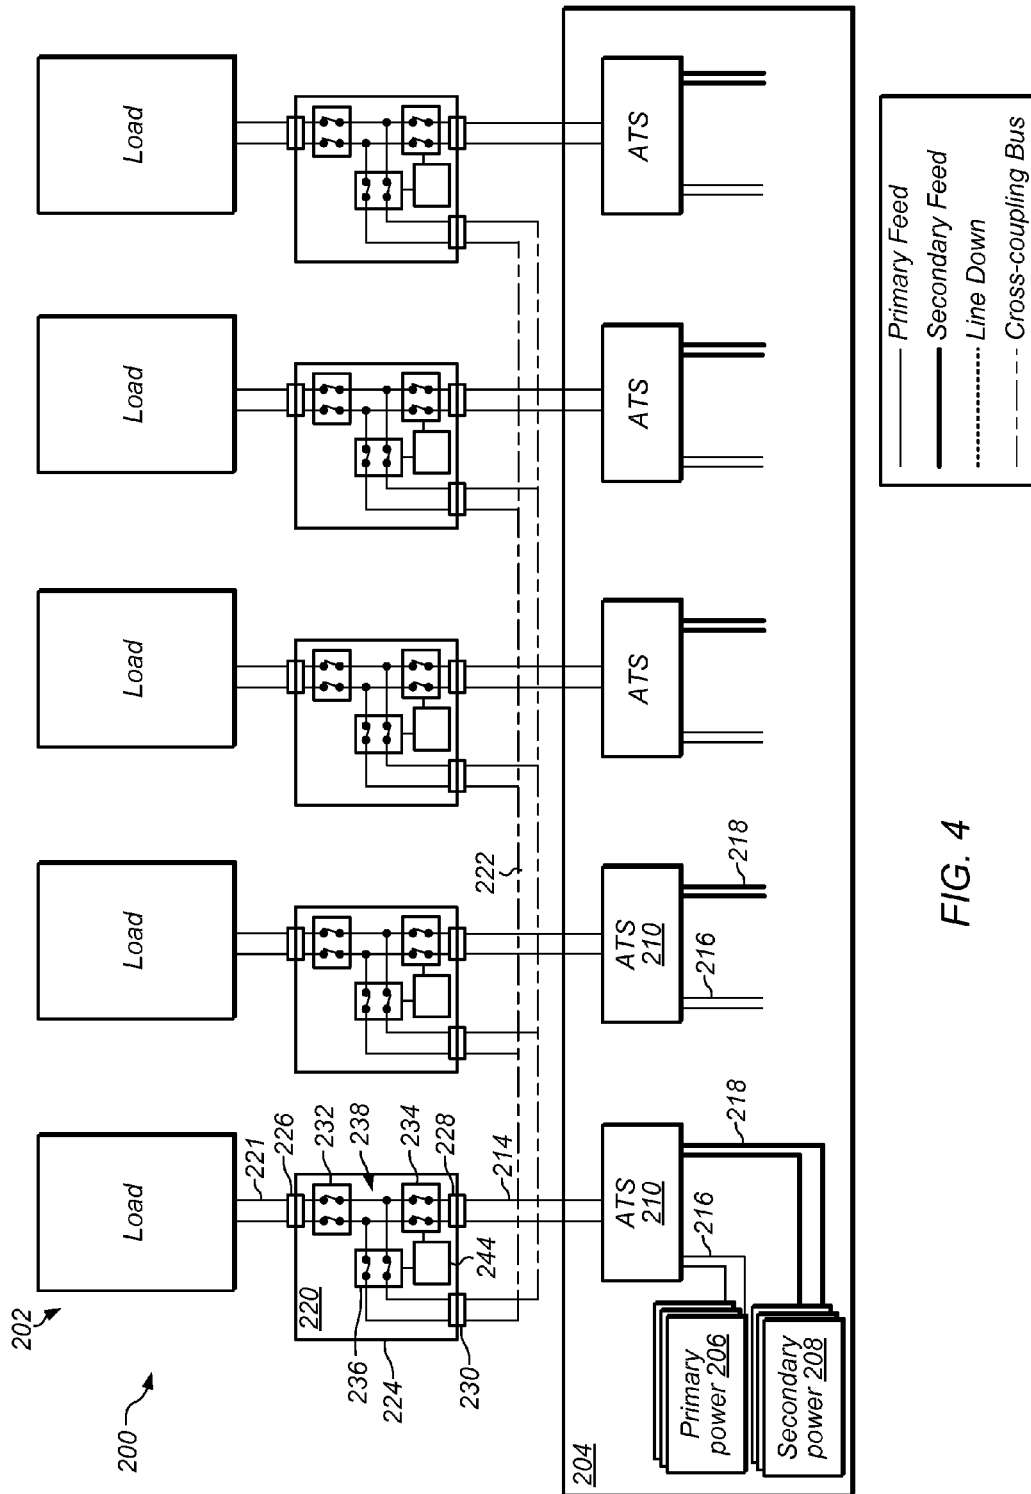 200
202
Load
Load
Load
Load
Load
221
226
232
238
234
228
220
236
224
230
244
214
222
ATS
210
ATS
210
ATS
ATS
ATS
216
218
216
218
204
Primary
power 206
Secondary
power 208
Primary Feed
Secondary Feed
Line Down
Cross-coupling Bus
FIG. 4